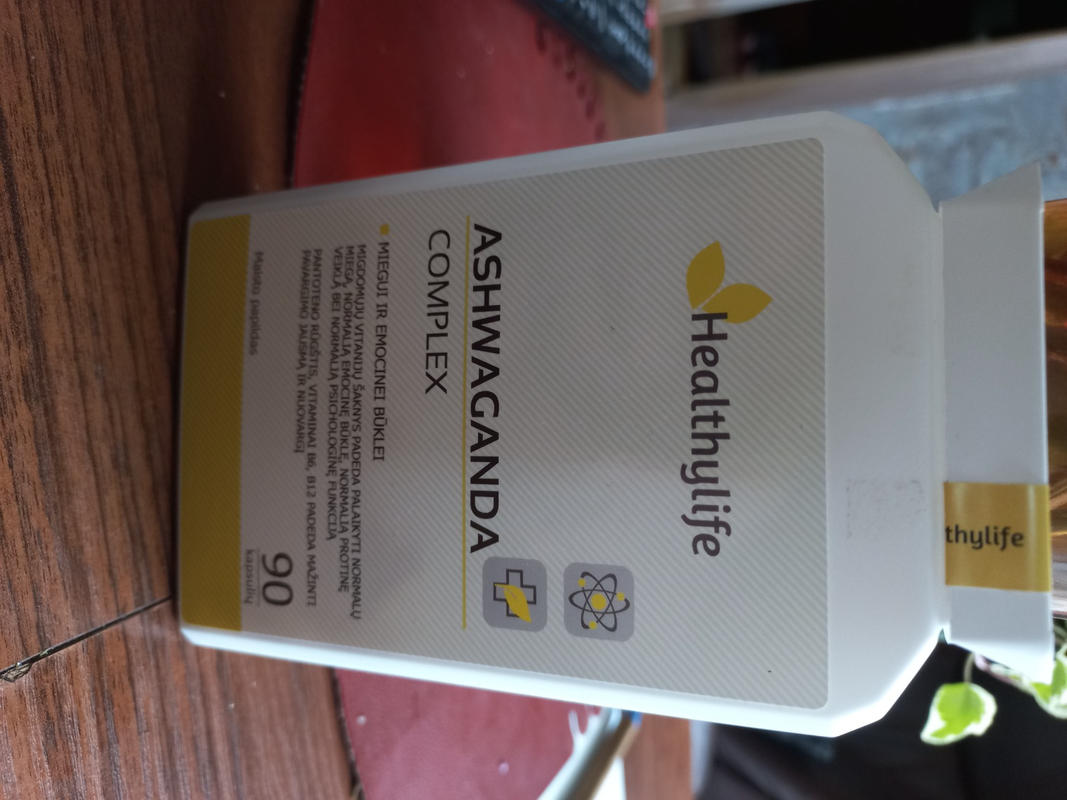 thylife
Healthylife
ASHWAGANDA
COMPLEX
MIEGUI IR EMOCINEI BŪKLEI
MIGDOMŲJŲ VITANIJŲ ŠAKNYS PADEDA PALAIKYTI NORMALŲ
MIEGĄ, NORMALIĄ EMOCINĘ BŪKLĘ, NORMALIĄ PROTINĘ
VEIKLĄ BEI NORMALIĄ PSICHOLOGINĘ FUNKCIJĄ
PANTOTENO RŪGŠTIS, VITAMINAI B6, B12 PADEDA MAŽINTI
PAVARGIMO JAUSMĄ IR NUOVARGĮ
90
kapsulių
Maisto papildas